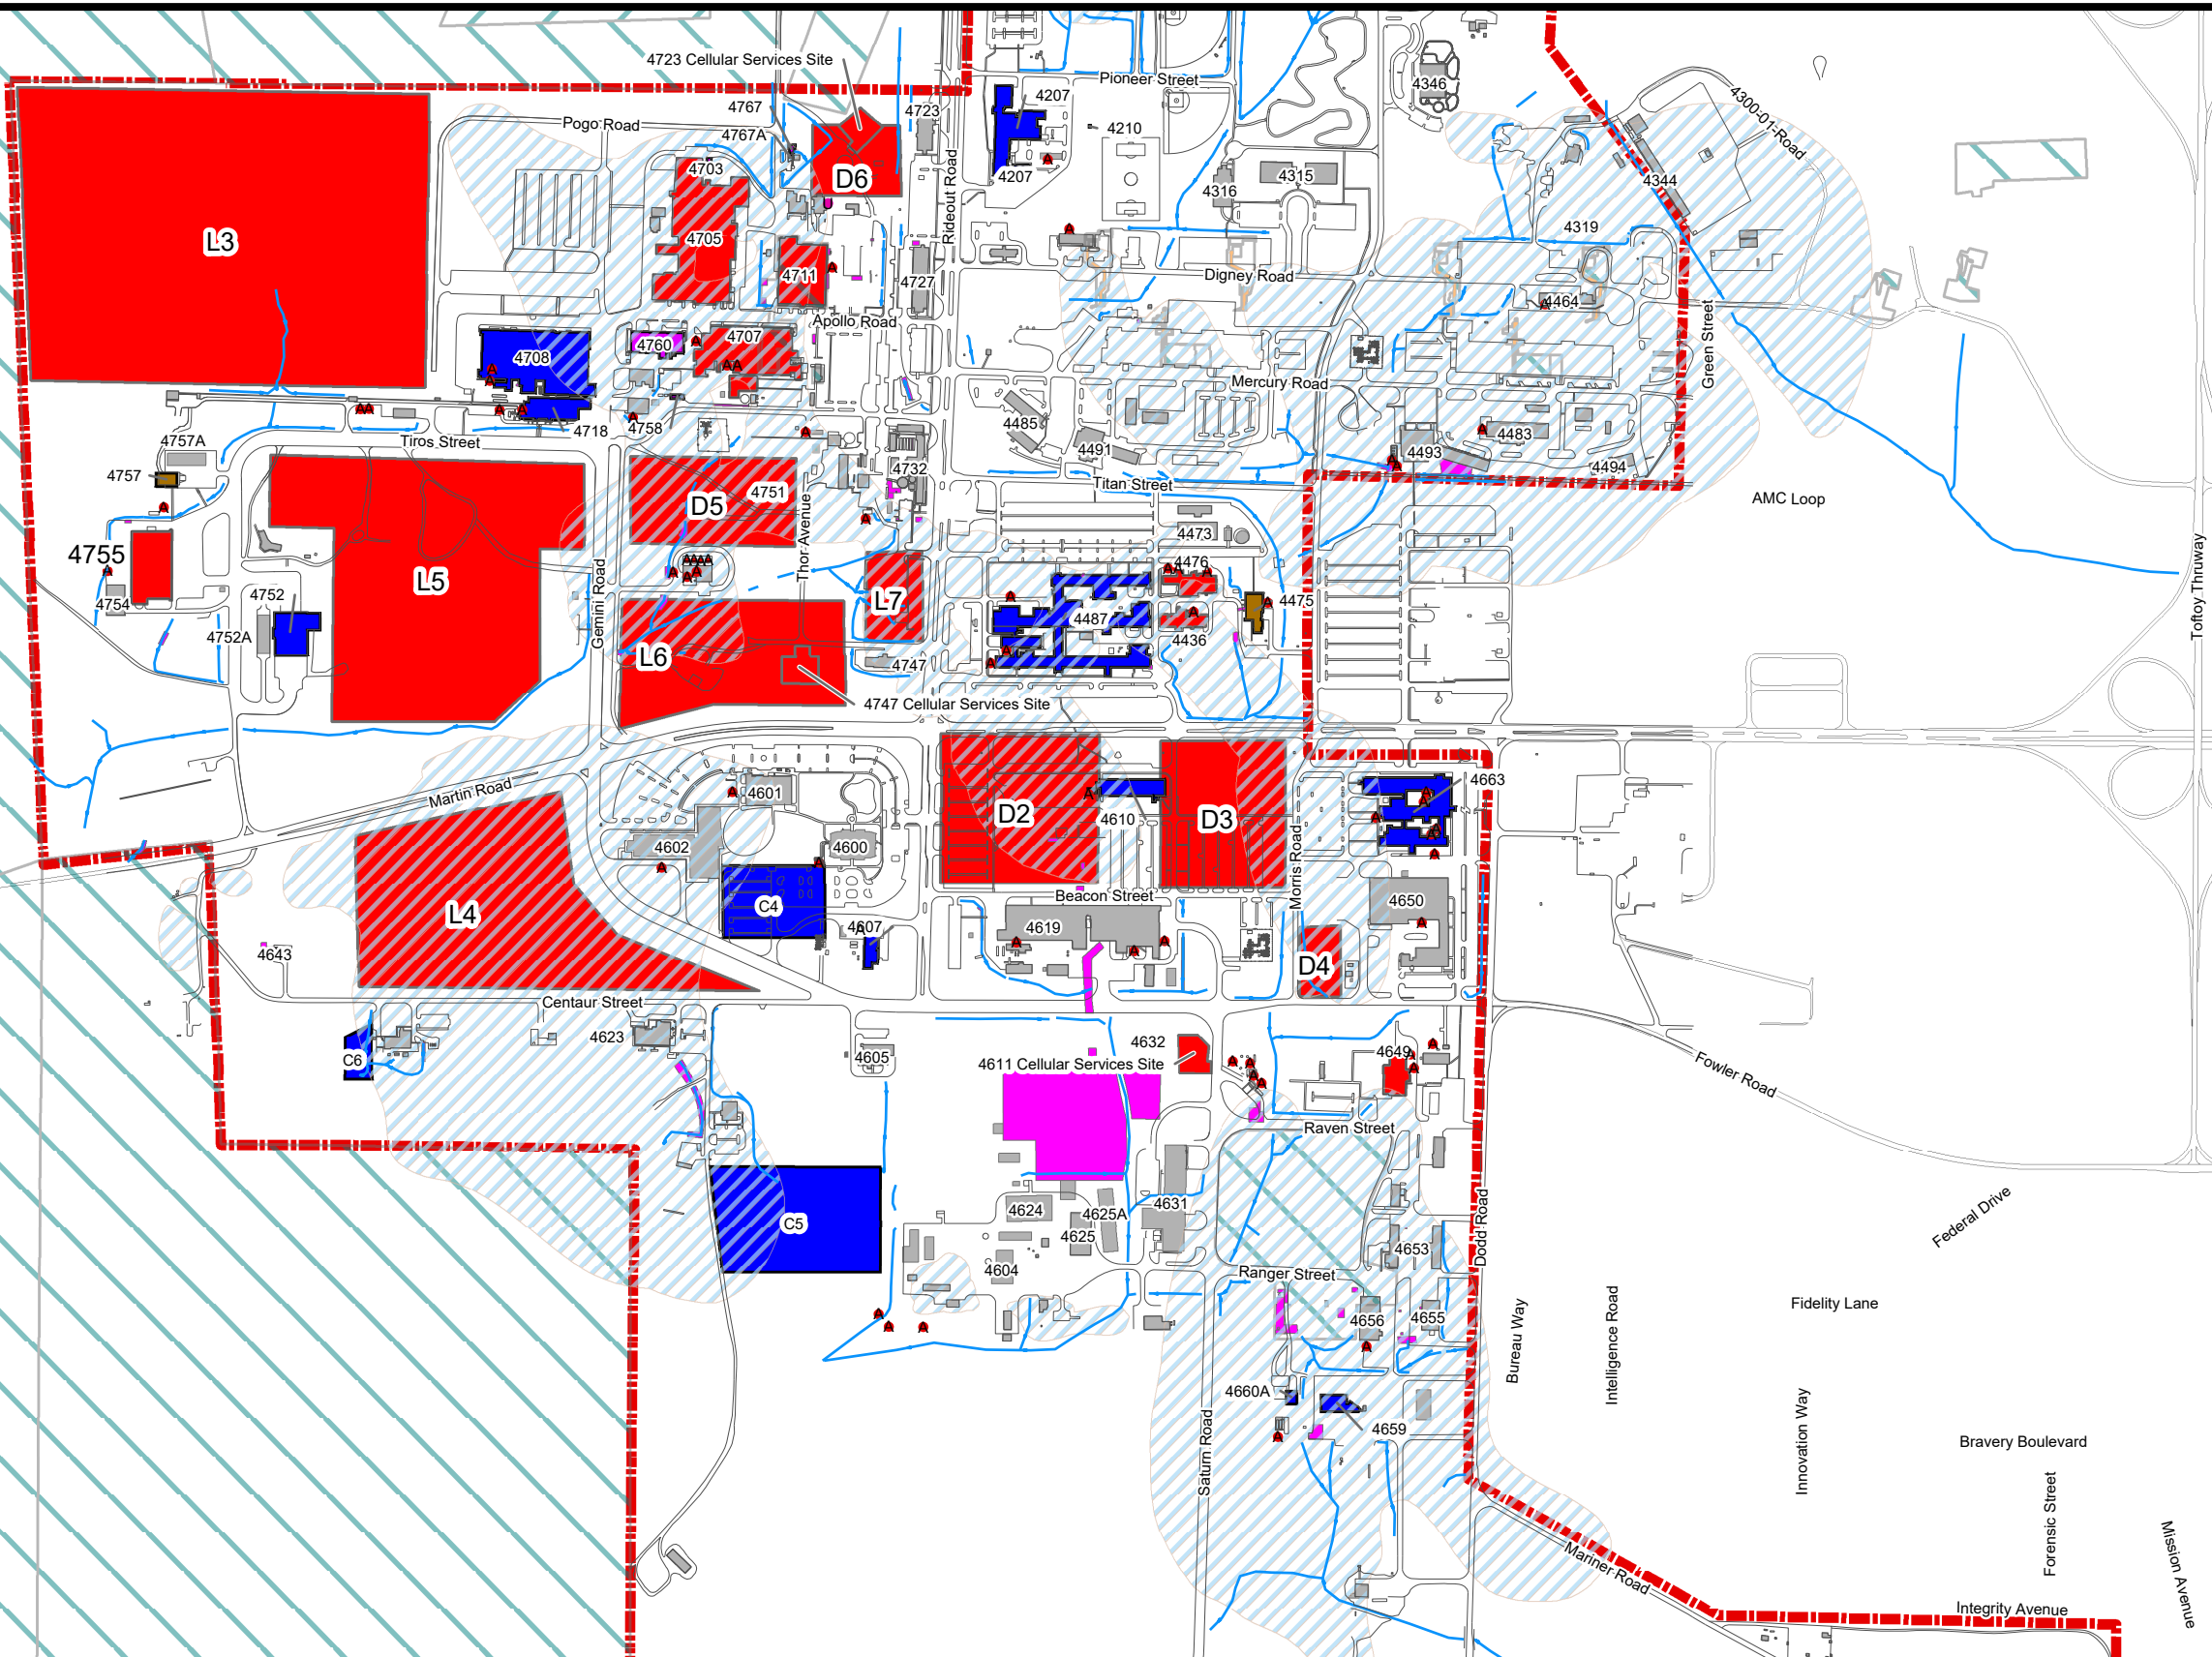 4723 Cellular Services Site
Pioneer Street
4346
4767
4207
4723
4300-01-Road
Pogo Road
4767A
4210
4703
D6
4207
4316
4315
4344
Rideout Road
L3
4705
4319
4711
4727
Digney Road
4464
Apollo Road
4707
4760
4708
Green Street
Mercury Road
4485
4718
4758
Tiros Street
4757A
4491
4493
4483
4757
4732
4494
Titan Street
AMC Loop
D5
4751
Thor Avenue
4473
4755
4476
L5
Toftoy Thruway
4754
4752
L7
4475
Gemini Road
4487
4752A
4436
L6
4747
4747 Cellular Services Site
4663
Martin Road
4601
D2
4610
D3
4602
4600
Morris Road
Beacon Street
C4
4650
L4
4607
4619
4643
D4
Centaur Street
4623
4632
C6
4605
4611 Cellular Services Site
4649
Fowler Road
Raven Street
C5
4624
4625A
4631
4625
4653
Dodd Road
Federal Drive
4604
Ranger Street
Fidelity Lane
4656
4655
Bureau Way
Intelligence Road
4660A
4659
Innovation Way
Bravery Boulevard
Saturn Road
Forensic Street
Mariner Road
Mission Avenue
Integrity Avenue